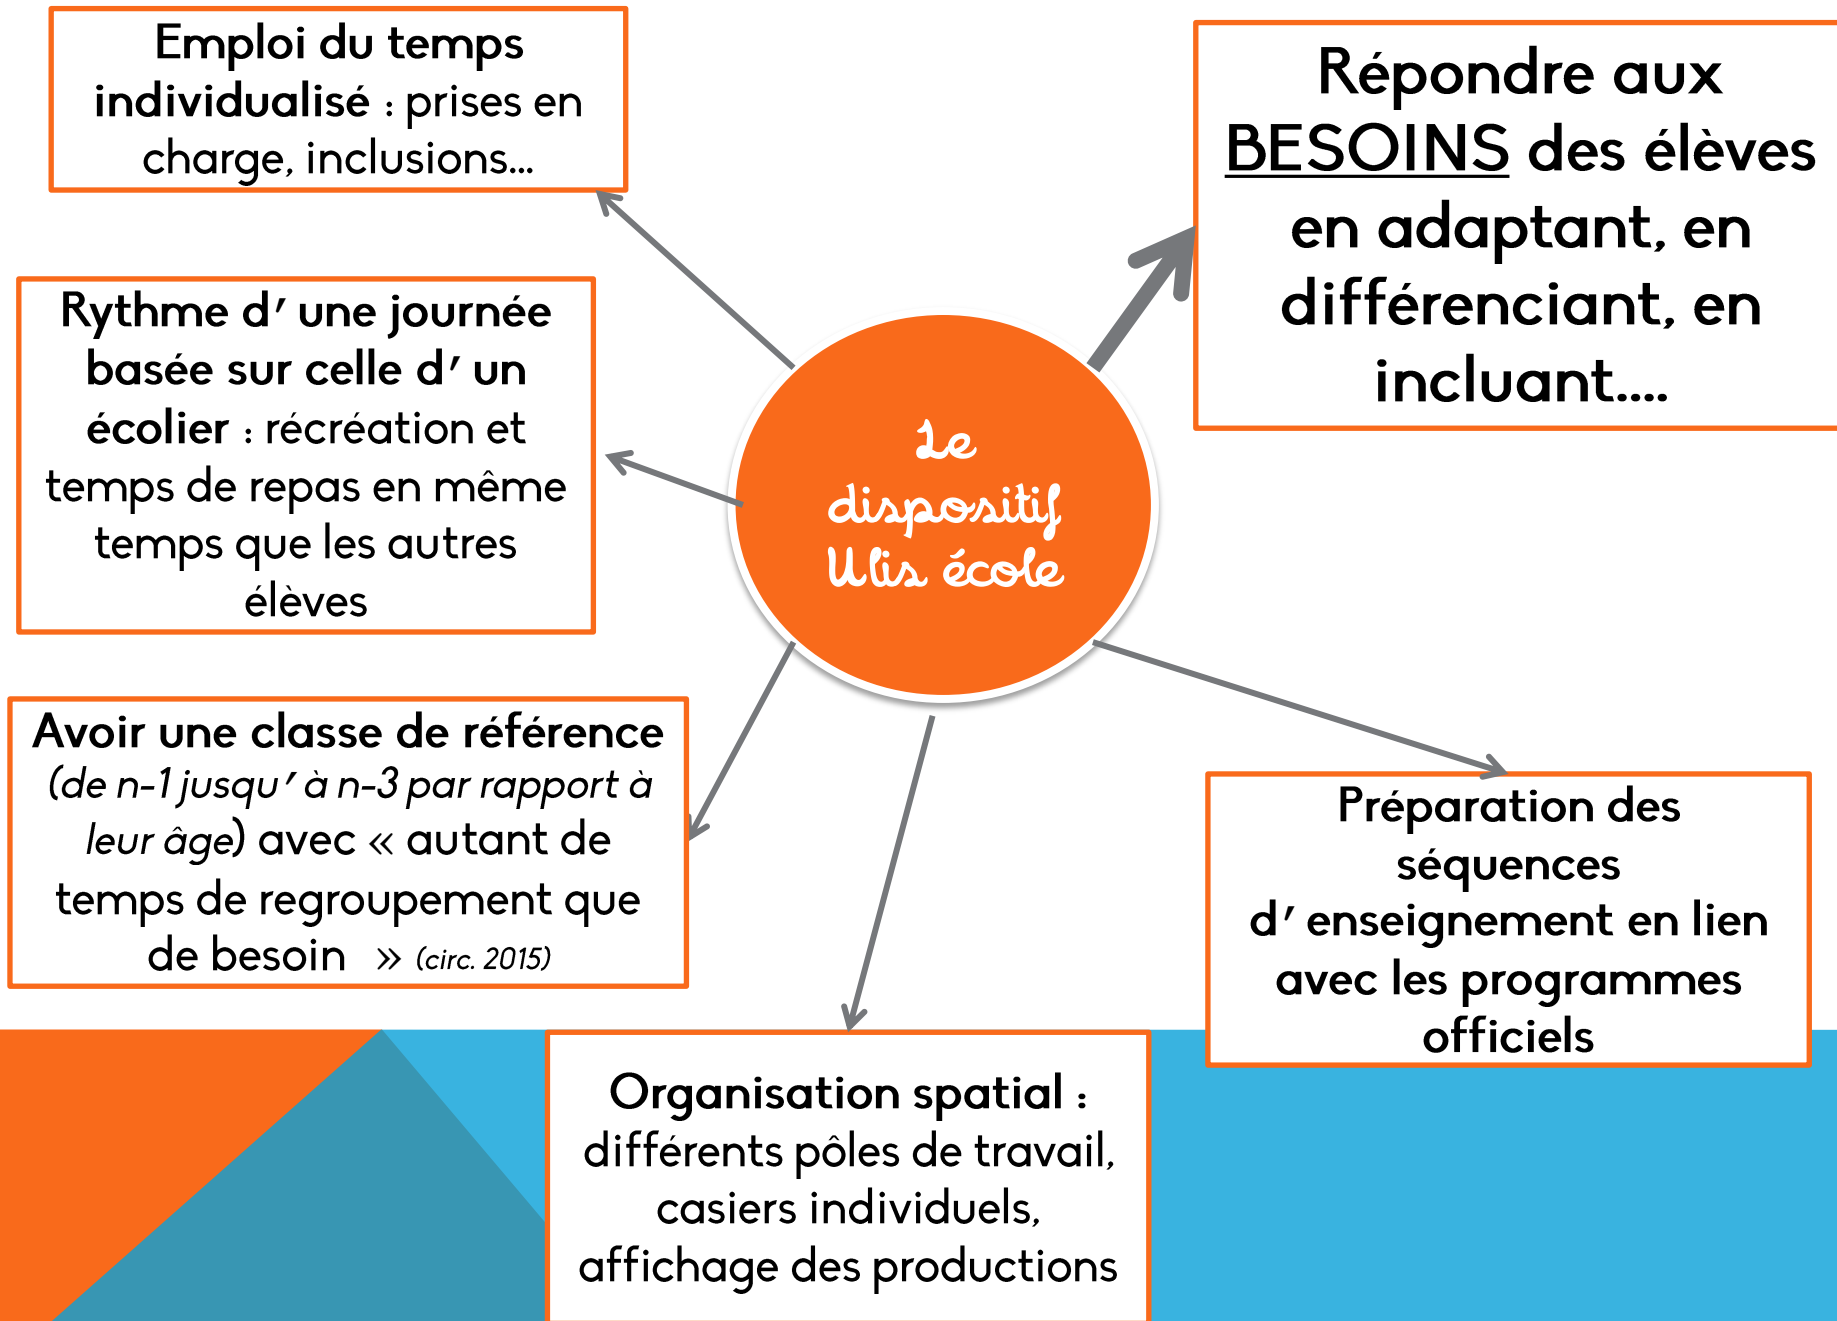 Emploi du temps
individualisé : prises en
charge, inclusions...
Répondre aux
BESOINS des élèves
en adaptant, en
différenciant, en
incluant....
Rythme d’ une journée
basée sur celle d’ un
écolier : récréation et
temps de repas en même
temps que les autres
élèves
Le
dispositif
Ulis école
Avoir une classe de référence
(de n-1 jusqu’ à n-3 par rapport à
leur âge) avec « autant de
temps de regroupement que
de besoin » (circ. 2015)
Préparation des
séquences
d’ enseignement en lien
avec les programmes
officiels
Organisation spatial :
différents pôles de travail,
casiers individuels,
affichage des productions